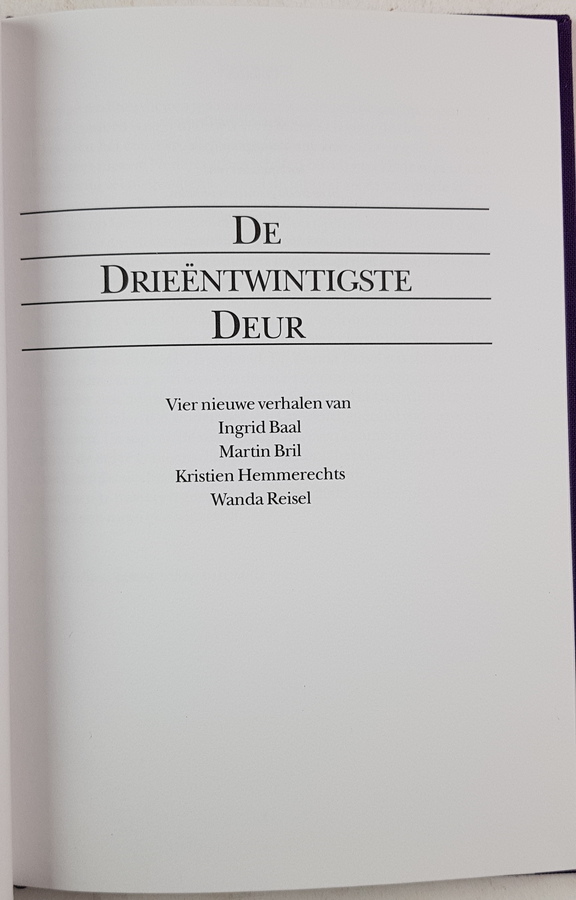 DE
DRIEËNTWINTIGSTE
DEUR
Vier nieuwe verhalen van
Ingrid Baal
Martin Bril
Kristien Hemmerechts
Wanda Reisel